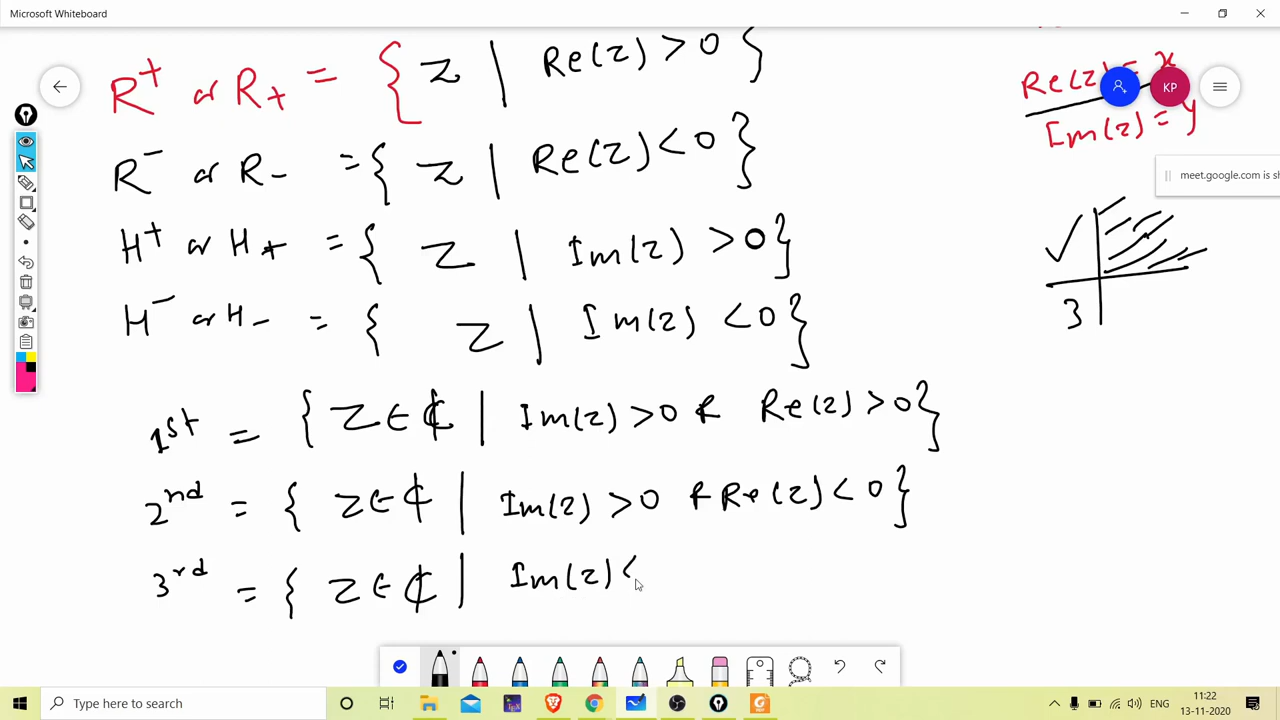 Microsoft Whiteboard
R⁺ or R₊ = { z | Re(z) > 0 }
Re(z) = x
KP
Im(z) = y
R⁻ or R₋ = { z | Re(z) < 0 }
meet.google.com is sh
H⁺ or H₊ = { z | Im(z) > 0 }
✓
3
H⁻ or H₋ = { z | Im(z) < 0 }
1st = { z ∈ ₵ | Im(z) > 0 & Re(z) > 0 }
2nd = { z ∈ ₵ | Im(z) > 0 & Re(z) < 0 }
3rd = { z ∈ ₵ | Im(z) <
Type here to search
11:22
ENG
13-11-2020